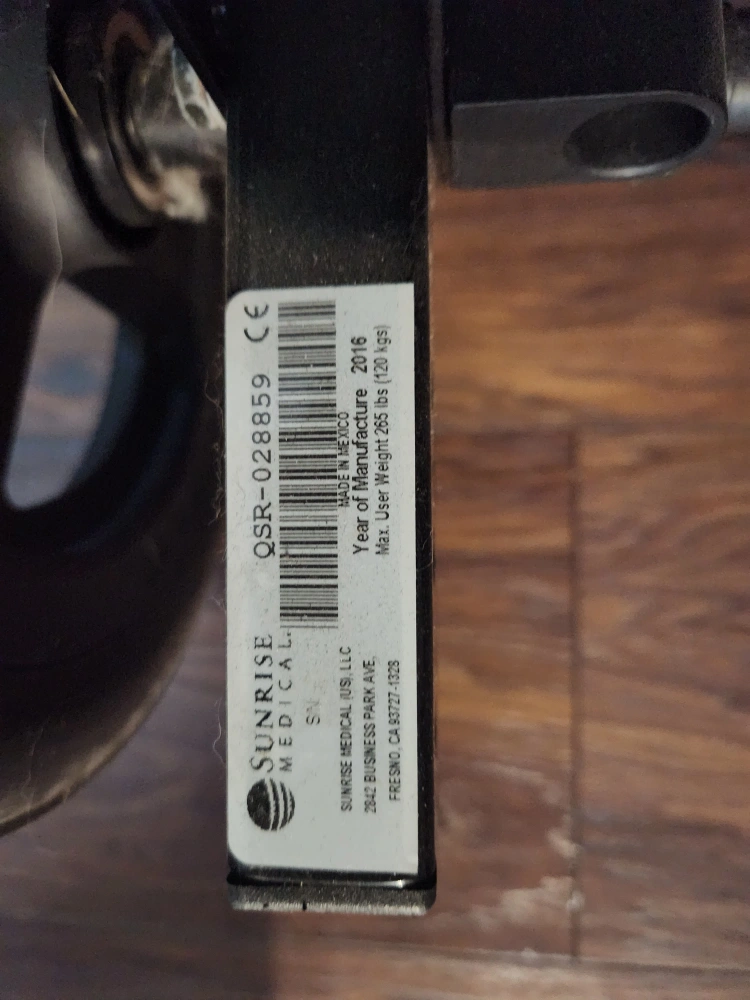 SUNRISE
MEDICAL.
QSR-028859 CE
SN
MADE IN MEXICO
Year of Manufacture 2016
Max. User Weight 265 lbs (120 kgs)
SUNRISE MEDICAL (US), LLC
2842 BUSINESS PARK AVE,
FRESNO, CA 93727-1328